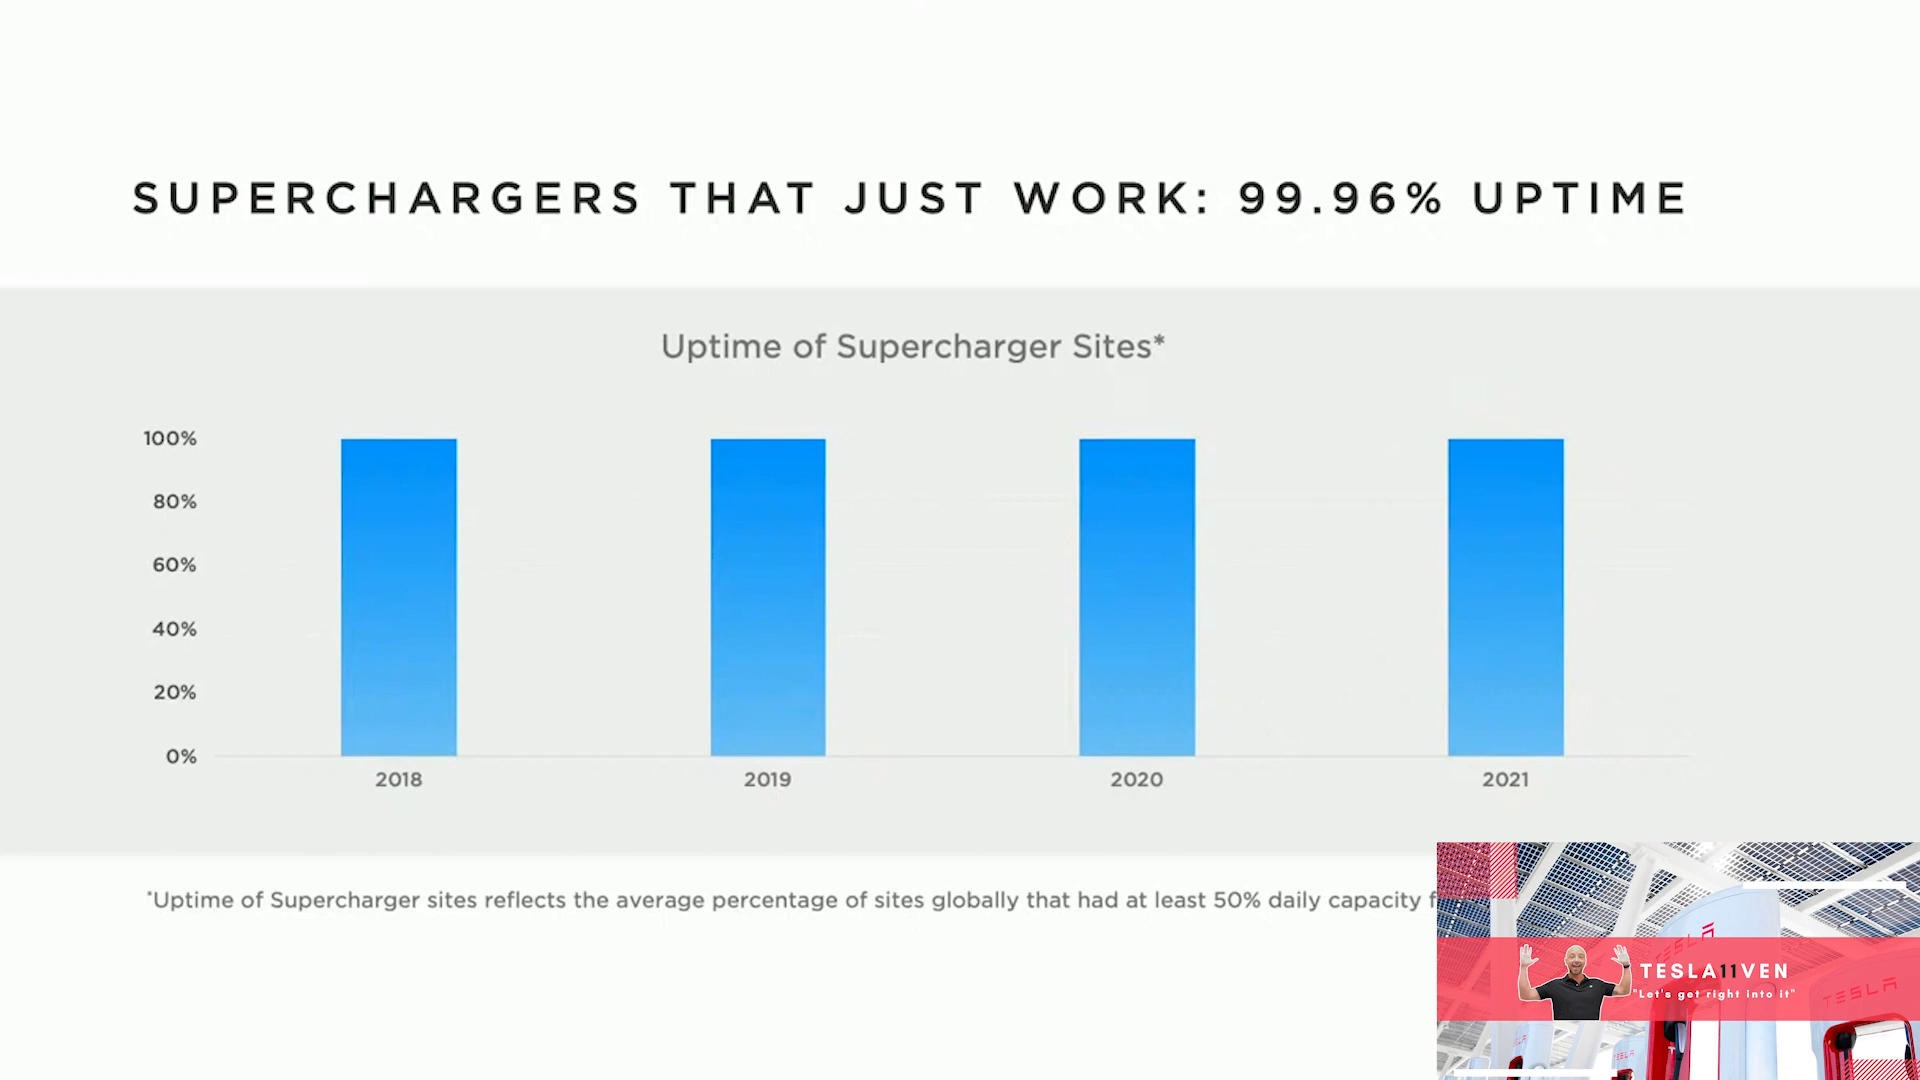 SUPERCHARGERS THAT JUST WORK: 99.96% UPTIME
Uptime of Supercharger Sites*
100%
80%
60%
40%
20%
0%
2018 2019 2020 2021
*Uptime of Supercharger sites reflects the average percentage of sites globally that had at least 50% daily capacity
TESLA
TESLA11VEN
"Let's get right into it"
TESLA